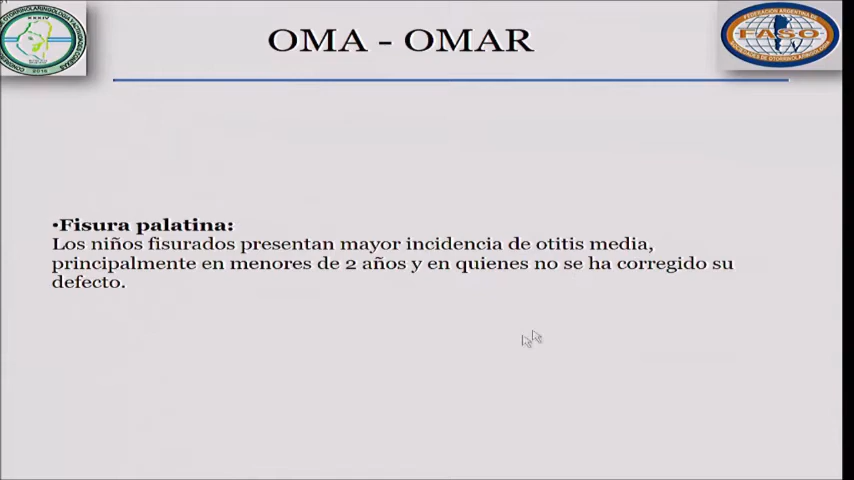 OMA - OMAR
FASO
•Fisura palatina:
Los niños fisurados presentan mayor incidencia de otitis media,
principalmente en menores de 2 años y en quienes no se ha corregido su
defecto.